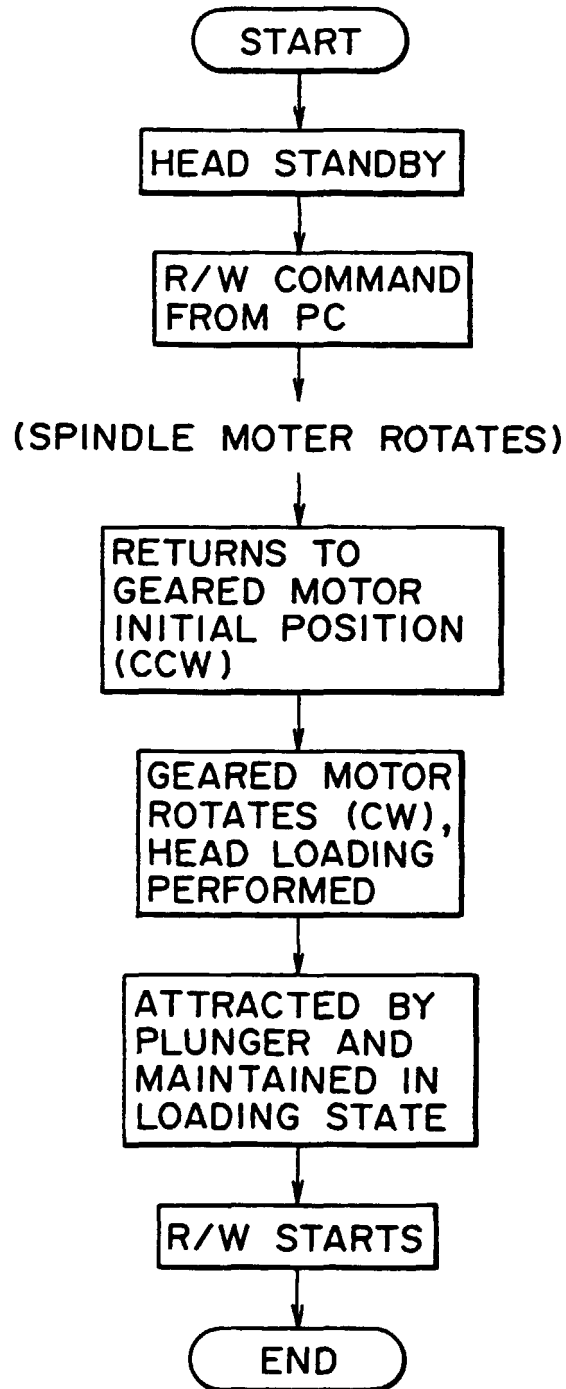 START
HEAD STANDBY
R/W COMMAND
FROM PC
(SPINDLE MOTER ROTATES)
RETURNS TO
GEARED MOTOR
INITIAL POSITION
(CCW)
GEARED MOTOR
ROTATES (CW),
HEAD LOADING
PERFORMED
ATTRACTED BY
PLUNGER AND
MAINTAINED IN
LOADING STATE
R/W STARTS
END